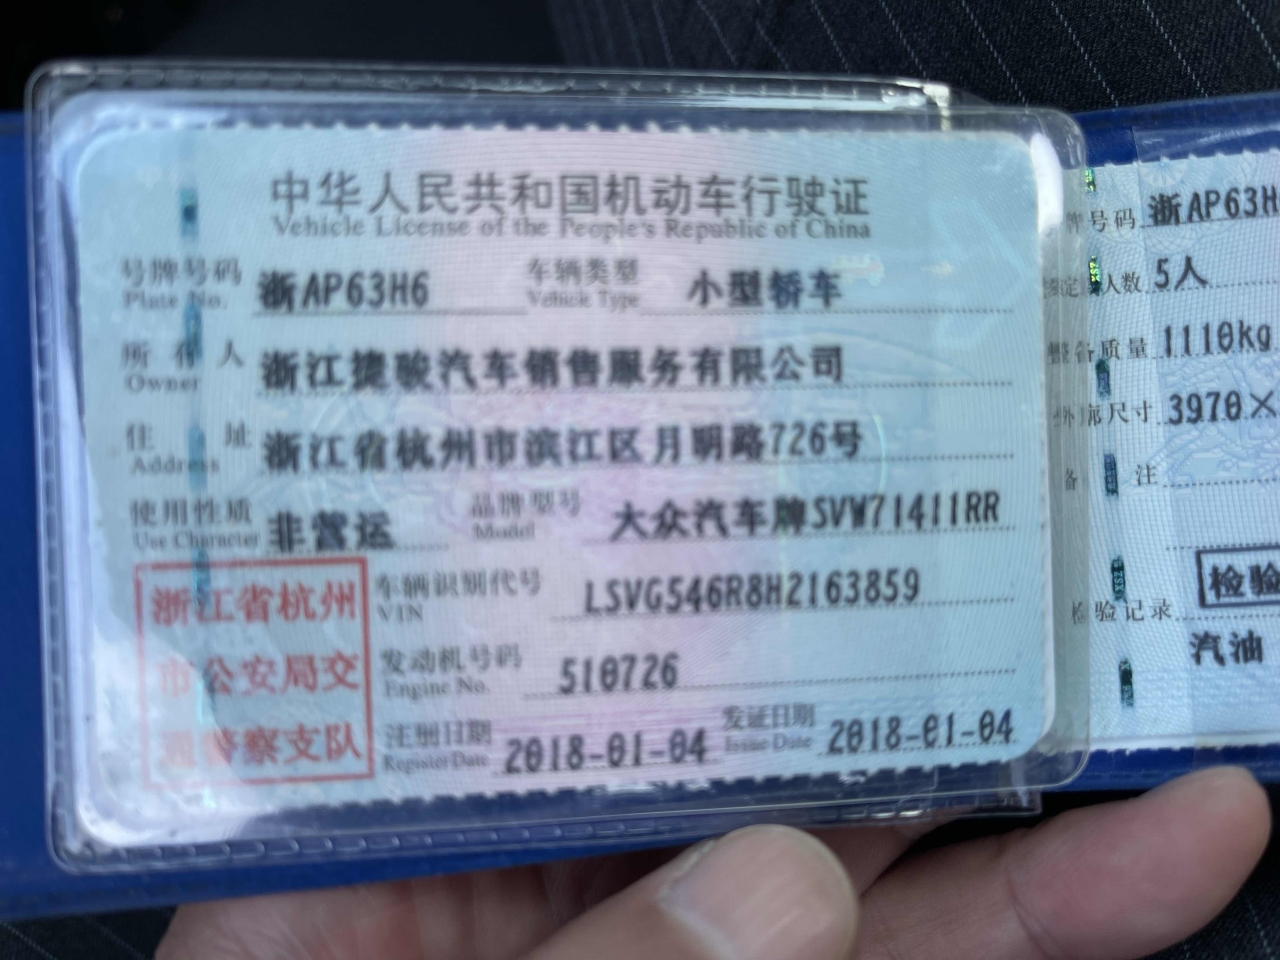 中华人民共和国机动车行驶证
Vehicle License of the People's Republic of China
号牌号码 浙AP63H6 车辆类型 小型轿车
Plate No. Vehicle Type
所有人 浙江捷骏汽车销售服务有限公司
Owner
住址 浙江省杭州市滨江区月明路726号
Address
使用性质 非营运 品牌型号 大众汽车牌SVW71411RR
Use Character Model
车辆识别代号 LSVG546R8H2163859
VIN
发动机号码 510726
Engine No.
注册日期 2018-01-04 发证日期 2018-01-04
Register Date Issue Date
浙江省杭州
市公安局交
通警察支队
牌号码 浙AP63H
定 人数 5人
质量 1110kg
廓尺寸 3970×
注
检验记录 检验
汽油